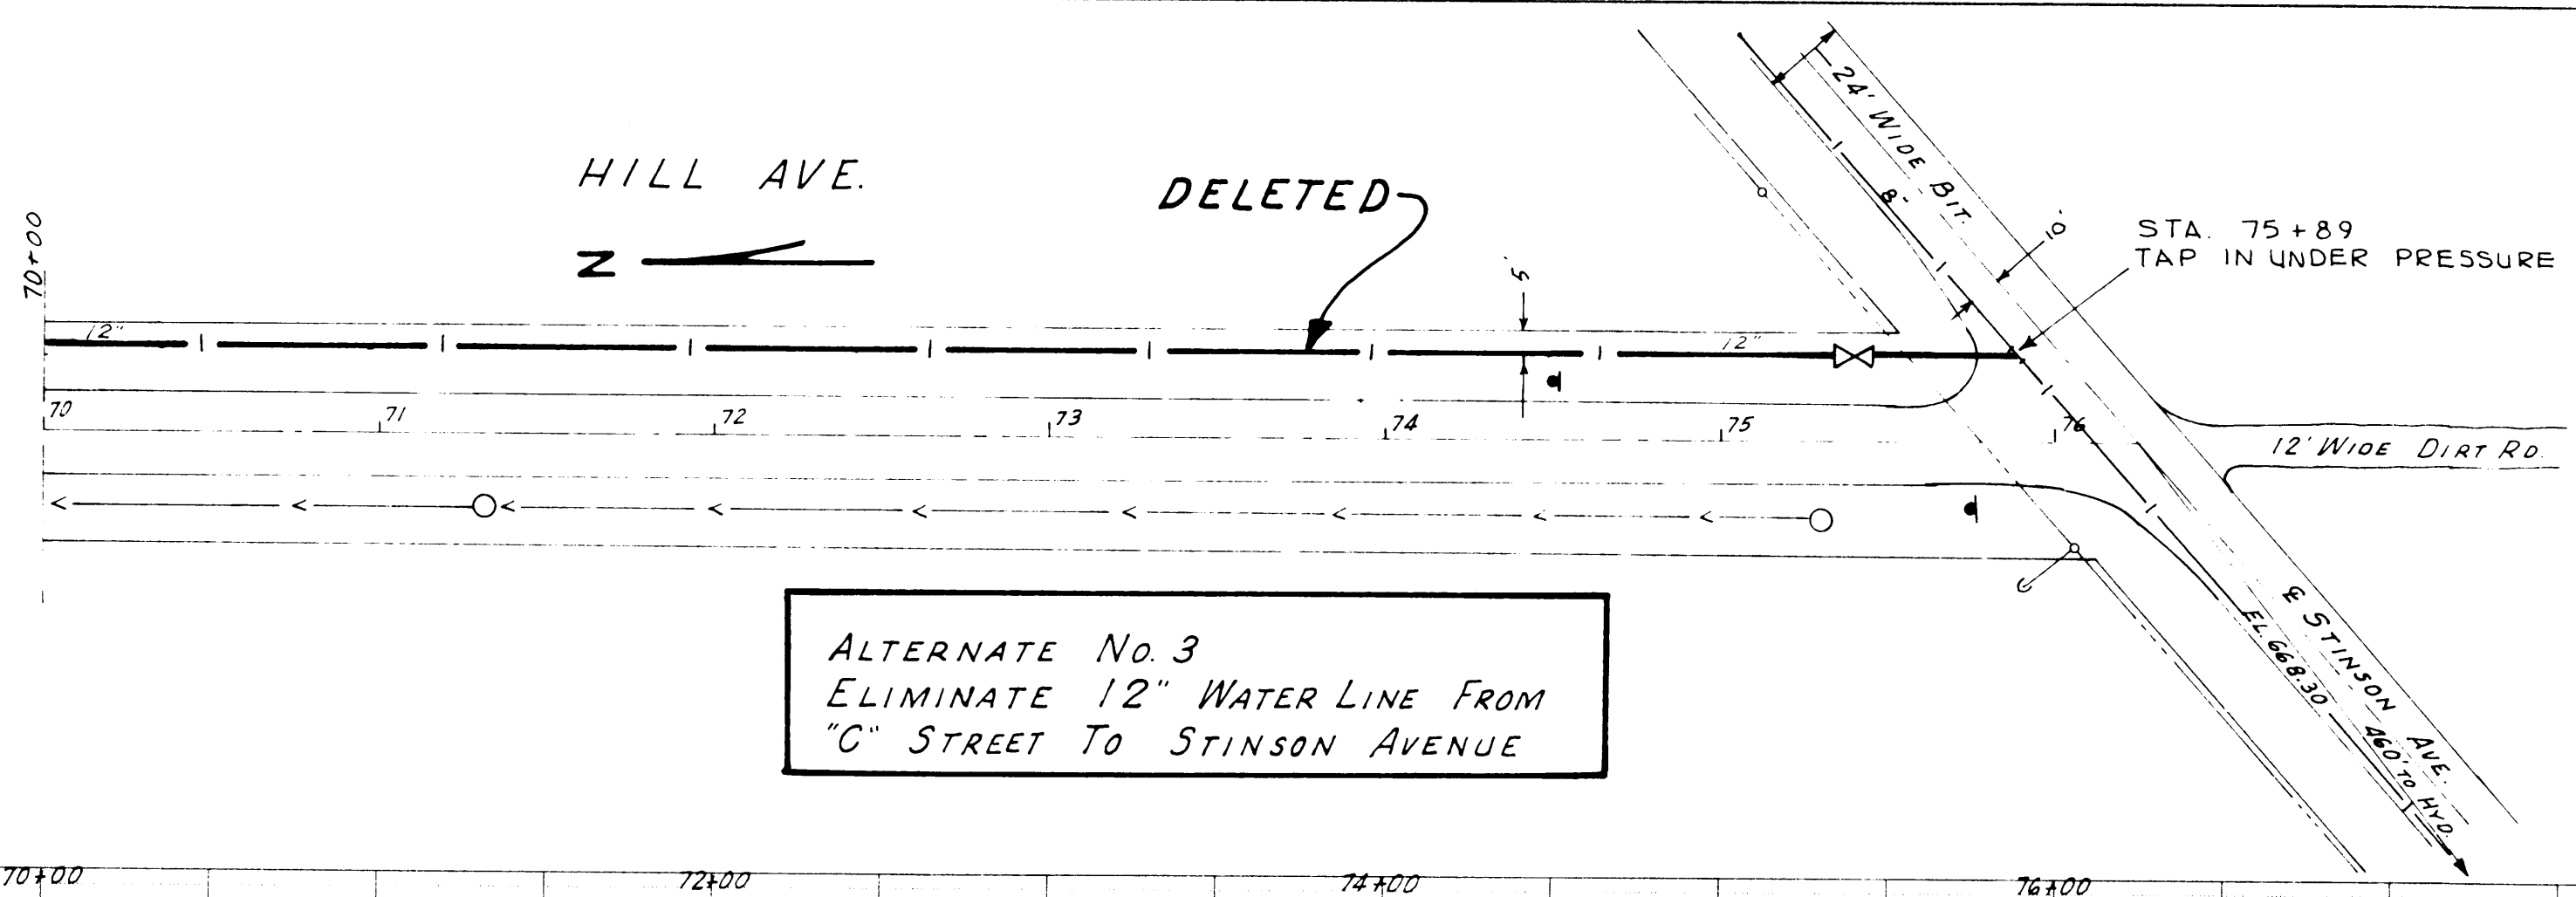 HILL AVE.
N
DELETED
70+00
24' WIDE BIT.
8"
10'
STA. 75+89
TAP IN UNDER PRESSURE
5'
12"
12"
70 71 72 73 74 75 76
12' WIDE DIRT RD.
℄ STINSON AVE.
EL. 668.30
460' TO HYD.
ALTERNATE NO. 3
ELIMINATE 12" WATER LINE FROM
"C" STREET TO STINSON AVENUE
70+00 72+00 74+00 76+00